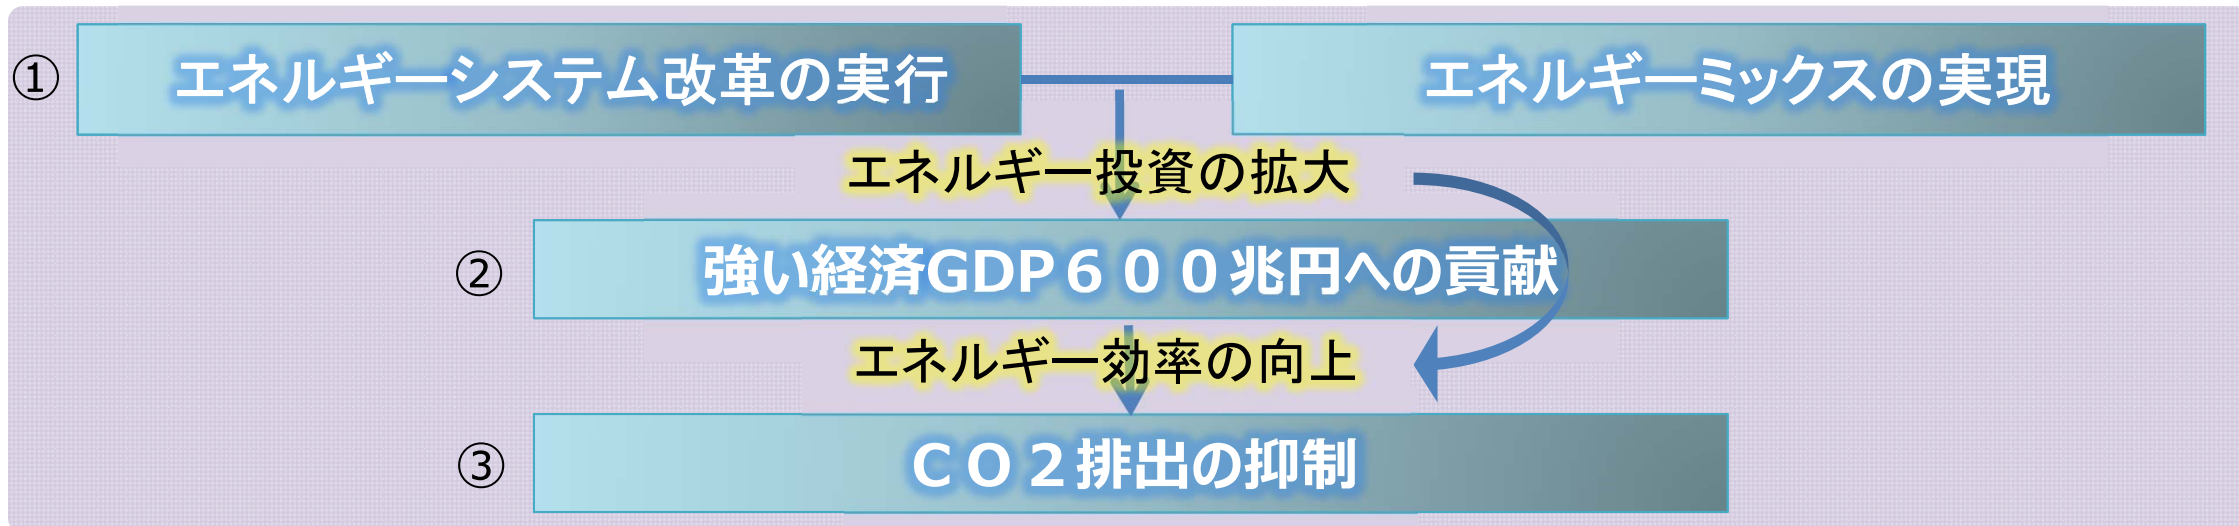 ① エネルギーシステム改革の実行 エネルギーミックスの実現
エネルギー投資の拡大
② 強い経済GDP６００兆円への貢献
エネルギー効率の向上
③ ＣＯ２排出の抑制